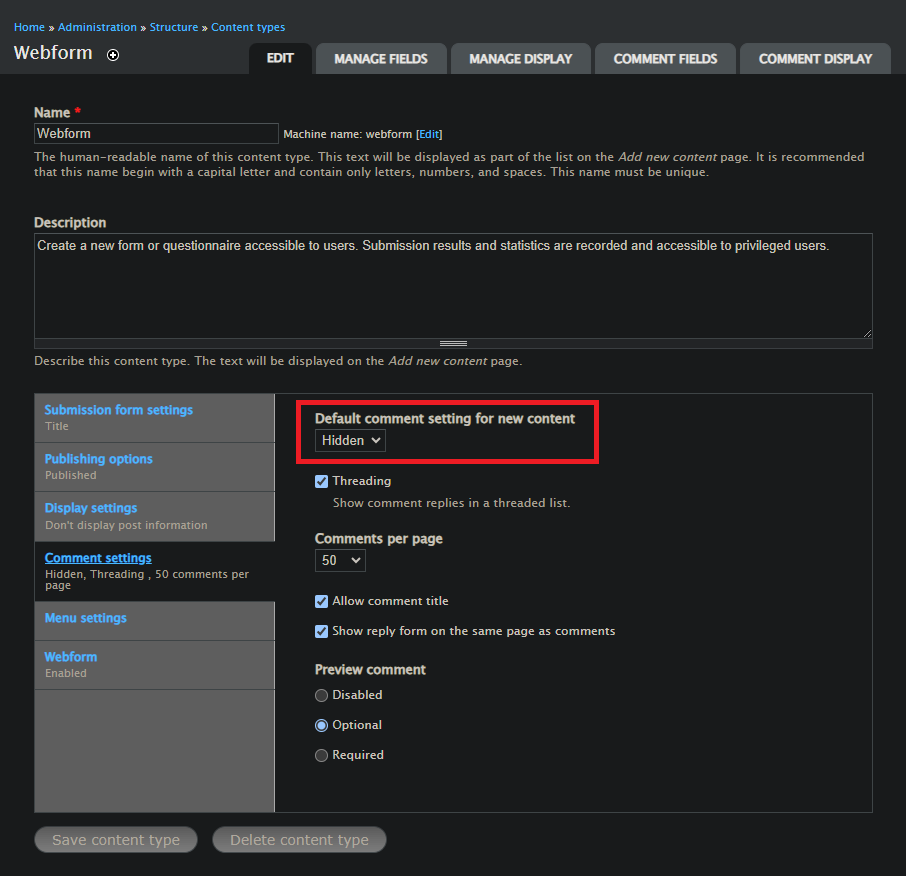 Home » Administration » Structure » Content types
Webform
EDIT
MANAGE FIELDS
MANAGE DISPLAY
COMMENT FIELDS
COMMENT DISPLAY
Name *
Webform
Machine name: webform [Edit]
The human-readable name of this content type. This text will be displayed as part of the list on the Add new content page. It is recommended
that this name begin with a capital letter and contain only letters, numbers, and spaces. This name must be unique.
Description
Create a new form or questionnaire accessible to users. Submission results and statistics are recorded and accessible to privileged users.
Describe this content type. The text will be displayed on the Add new content page.
Submission form settings
Title
Publishing options
Published
Display settings
Don't display post information
Comment settings
Hidden, Threading , 50 comments per
page
Menu settings
Webform
Enabled
Default comment setting for new content
Hidden
Threading
Show comment replies in a threaded list.
Comments per page
50
Allow comment title
Show reply form on the same page as comments
Preview comment
Disabled
Optional
Required
Save content type
Delete content type